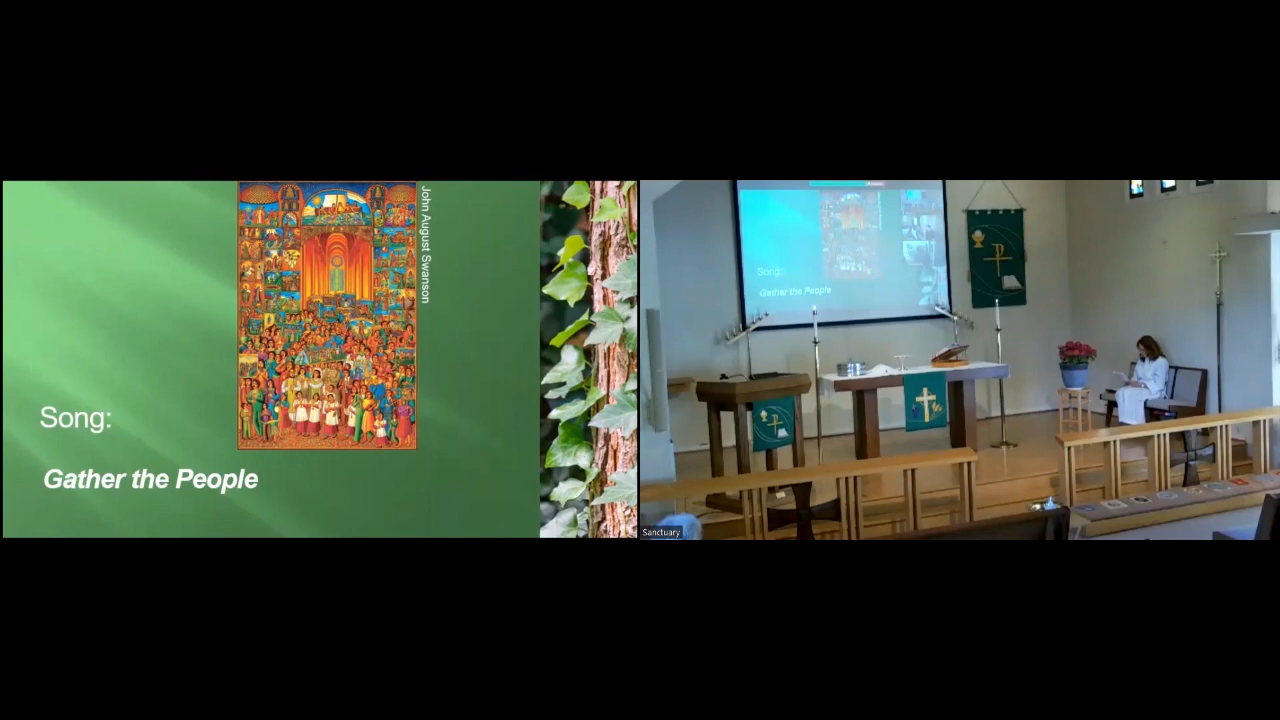 John August Swanson
Song:
Gather the People
Song:
Gather the People
Sanctuary